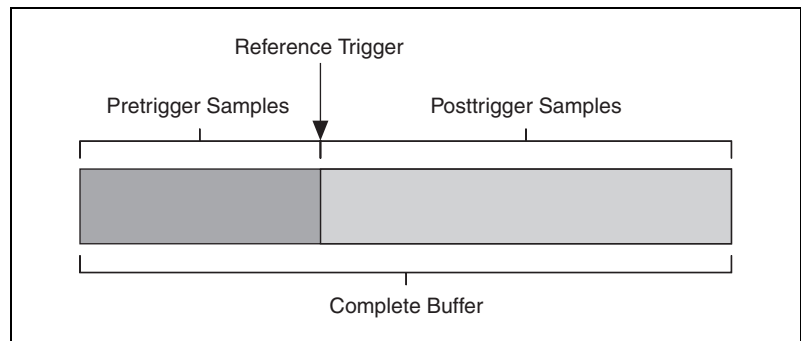 Reference Trigger
Pretrigger Samples
Posttrigger Samples
Complete Buffer